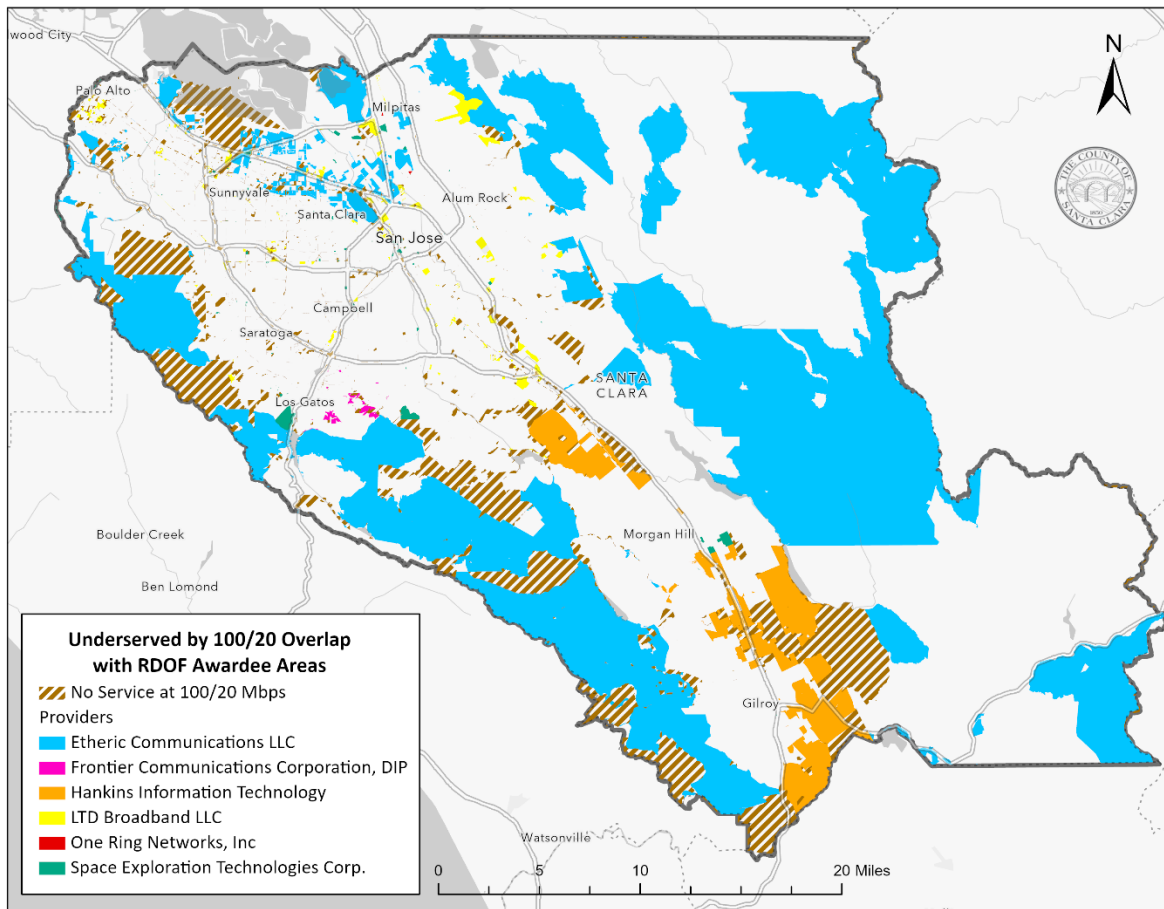 wood City
N
Palo Alto
Milpitas
THE COUNTY OF
SANTA CLARA
1850
Sunnyvale
Alum Rock
Santa Clara
San Jose
Campbell
Saratoga
SANTA
CLARA
Los Gatos
Morgan Hill
Boulder Creek
Ben Lomond
Gilroy
Watsonville
Underserved by 100/20 Overlap
with RDOF Awardee Areas
No Service at 100/20 Mbps
Providers
Etheric Communications LLC
Frontier Communications Corporation, DIP
Hankins Information Technology
LTD Broadband LLC
One Ring Networks, Inc
Space Exploration Technologies Corp.
0 5 10 20 Miles